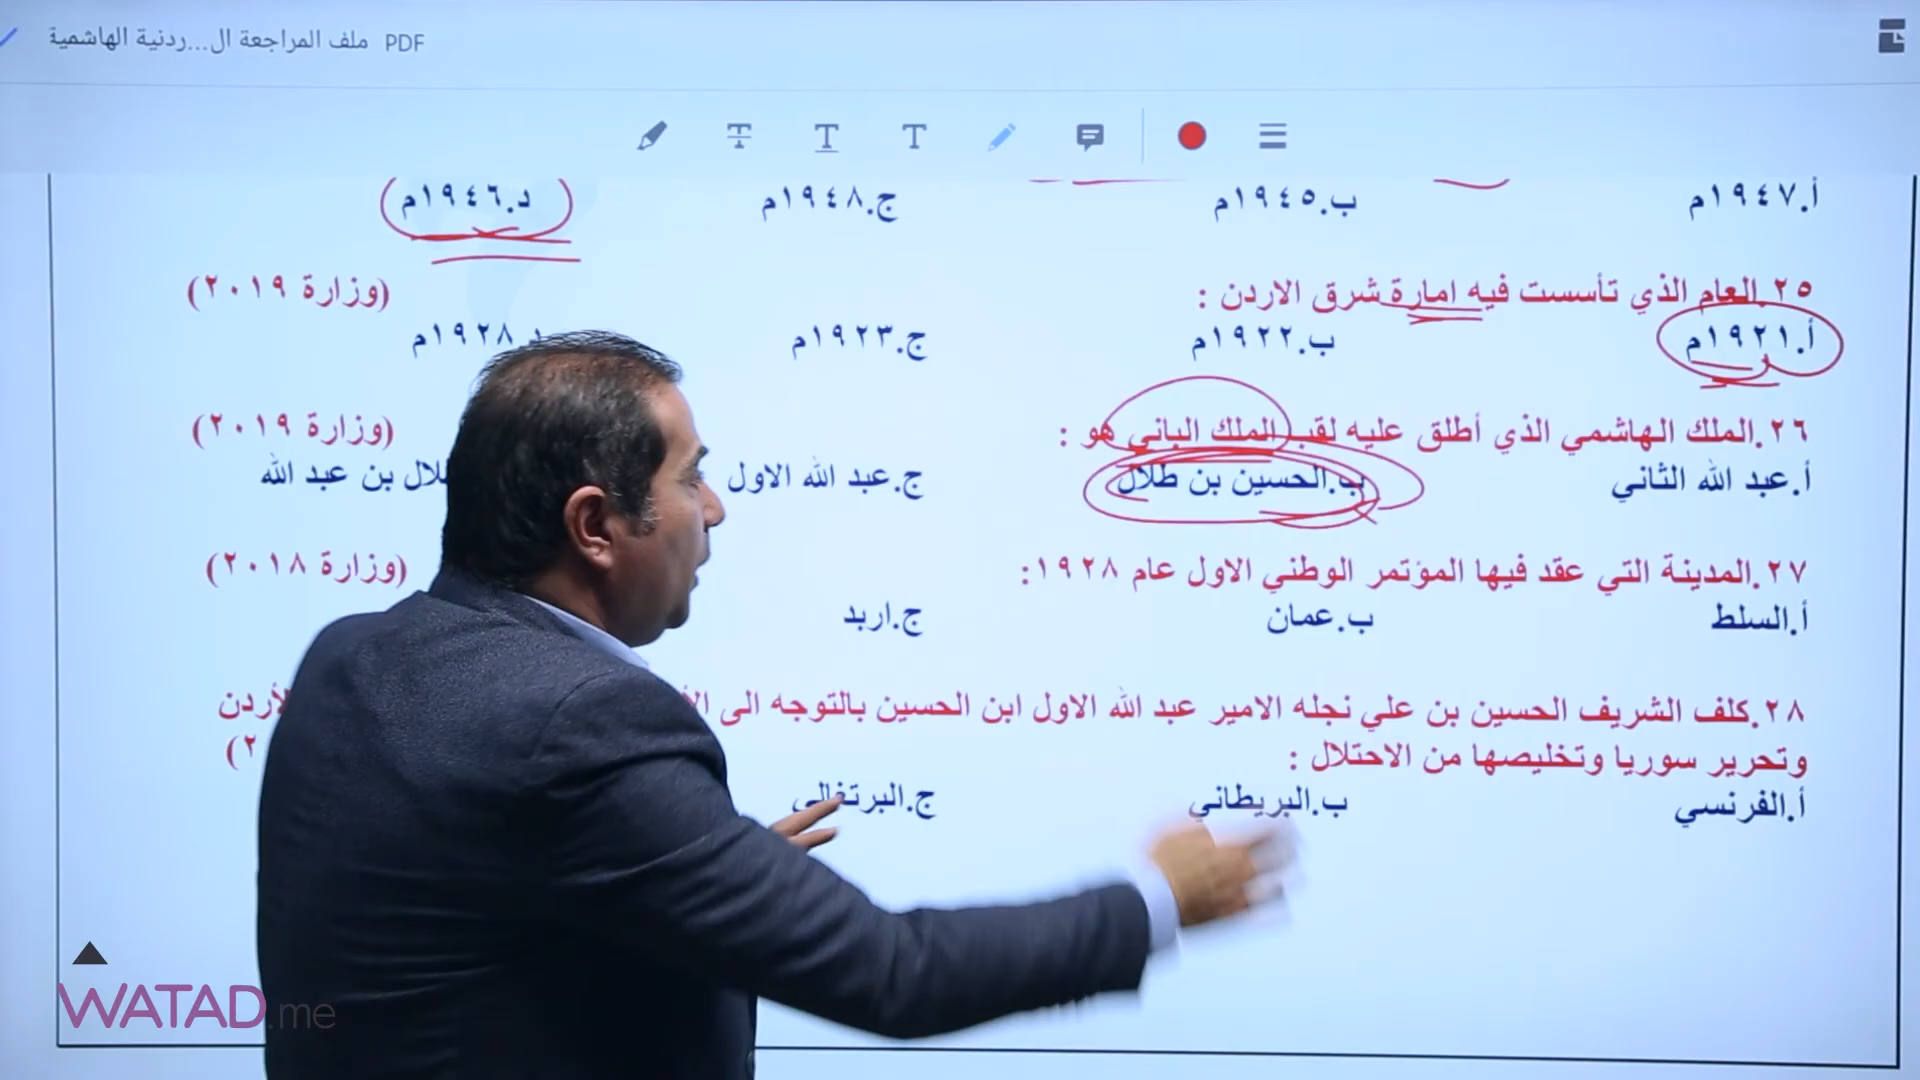 ملف المراجعة ال...ردنية الهاشمية PDF
أ.١٩٤٧م ب.١٩٤٥م ج.١٩٤٨م د.١٩٤٦م
٢٥.العام الذي تأسست فيه امارة شرق الاردن : (وزارة ٢٠١٩)
أ.١٩٢١م ب.١٩٢٢م ج.١٩٢٣م د.١٩٢٨م
٢٦.الملك الهاشمي الذي أطلق عليه لقب الملك الباني هو : (وزارة ٢٠١٩)
أ.عبد الله الثاني ب.الحسين بن طلال ج.عبد الله الاول بن عبد الله
٢٧.المدينة التي عقد فيها المؤتمر الوطني الاول عام ١٩٢٨: (وزارة ٢٠١٨)
أ.السلط ب.عمان ج.اربد
٢٨.كلف الشريف الحسين بن علي نجله الامير عبد الله الاول ابن الحسين بالتوجه الى
وتحرير سوريا وتخليصها من الاحتلال :
أ.الفرنسي ب.البريطاني ج.البرتغالي
WATAD.me